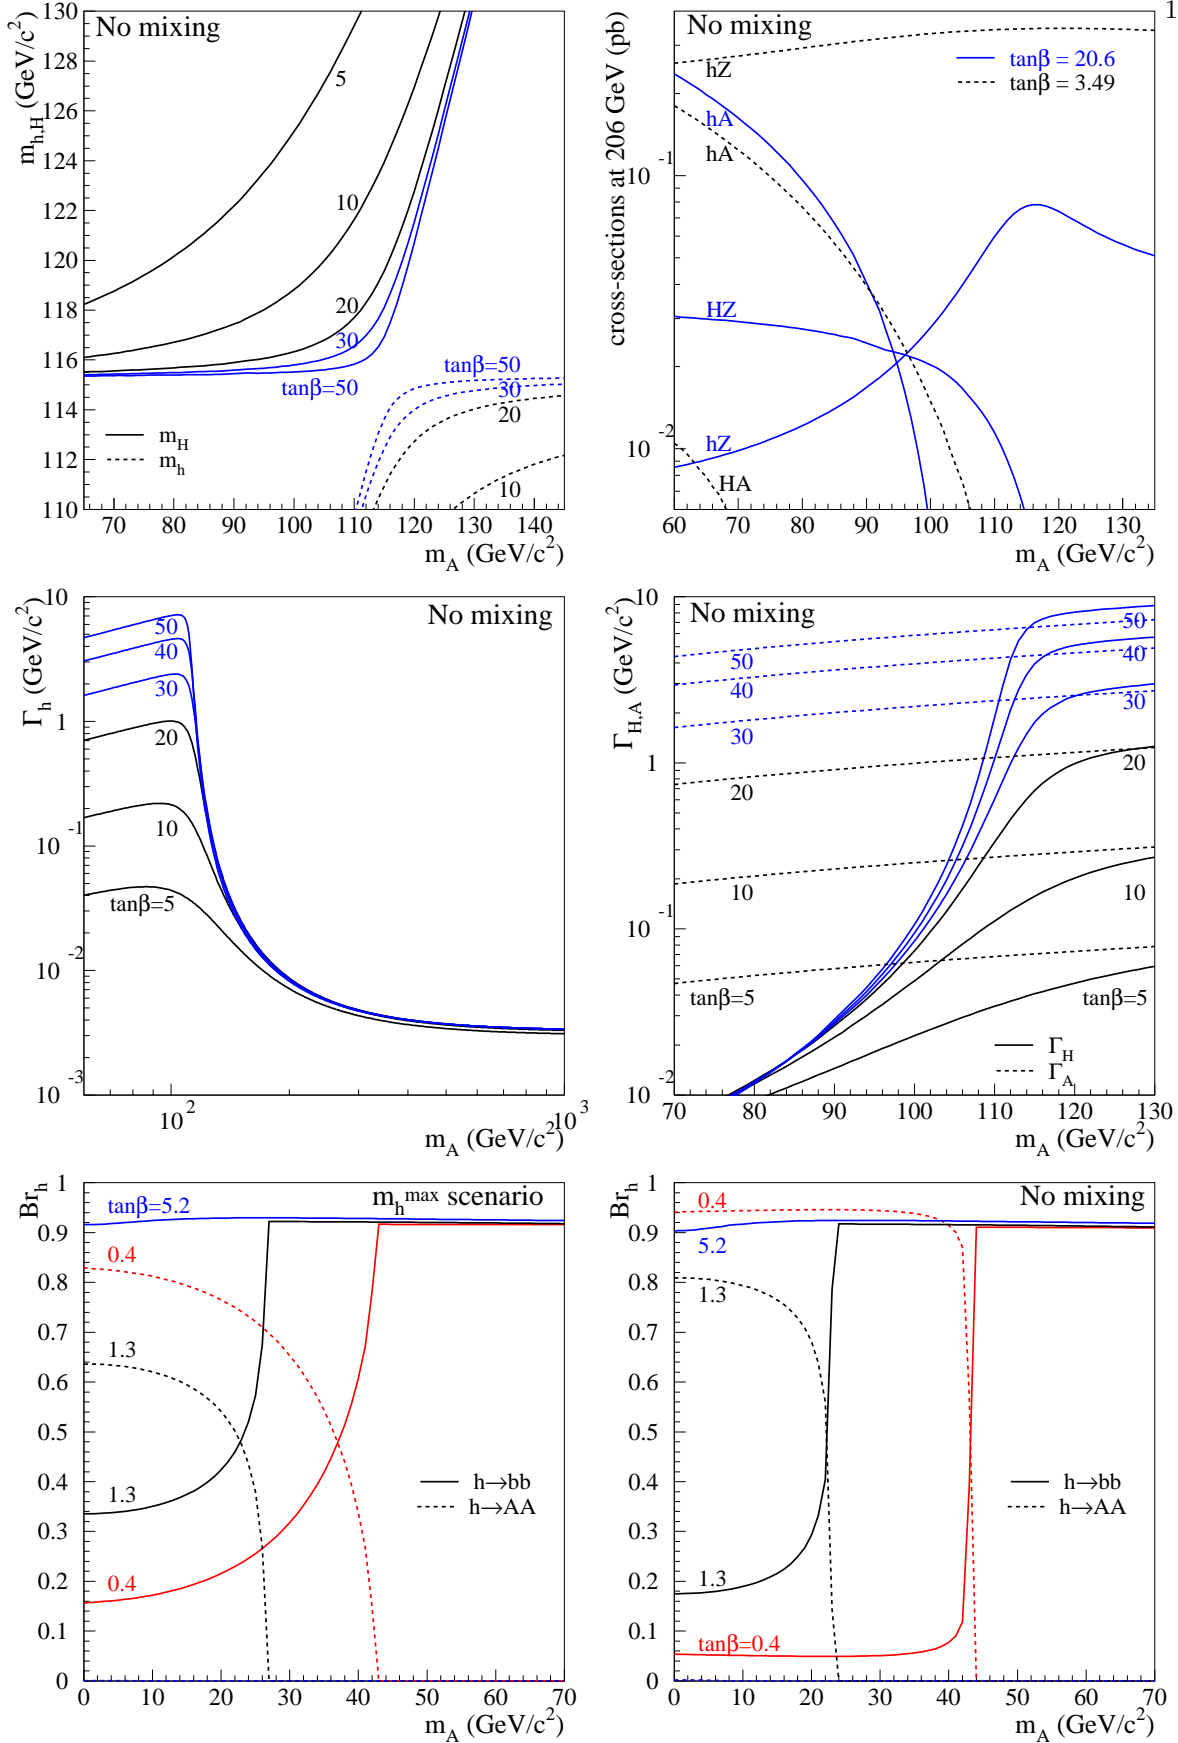 No mixing
m_h,H (GeV/c²)
130
128
126
124
122
120
118
116
114
112
110
5
10
20
30
tanβ=50
tanβ=50
30
20
10
m_H
m_h
70 80 90 100 110 120 130 140
m_A (GeV/c²)
1
No mixing
cross-sections at 206 GeV (pb)
10⁻¹
10⁻²
tanβ = 20.6
tanβ = 3.49
hZ
hA
hA
HZ
hZ
HA
60 70 80 90 100 110 120 130
m_A (GeV/c²)
No mixing
Γ_h (GeV/c²)
10
1
10⁻¹
10⁻²
10⁻³
50
40
30
20
10
tanβ=5
10² 10³
m_A (GeV/c²)
No mixing
Γ_H,A (GeV/c²)
10
1
10⁻¹
10⁻²
50
50
40
40
30
30
20
20
10
10
tanβ=5
tanβ=5
Γ_H
Γ_A
70 80 90 100 110 120 130
m_A (GeV/c²)
m_h^max scenario
Br_h
1
0.9
0.8
0.7
0.6
0.5
0.4
0.3
0.2
0.1
0
tanβ=5.2
0.4
1.3
1.3
0.4
h→bb
h→AA
0 10 20 30 40 50 60 70
m_A (GeV/c²)
No mixing
Br_h
1
0.9
0.8
0.7
0.6
0.5
0.4
0.3
0.2
0.1
0
0.4
5.2
1.3
1.3
tanβ=0.4
h→bb
h→AA
0 10 20 30 40 50 60 70
m_A (GeV/c²)